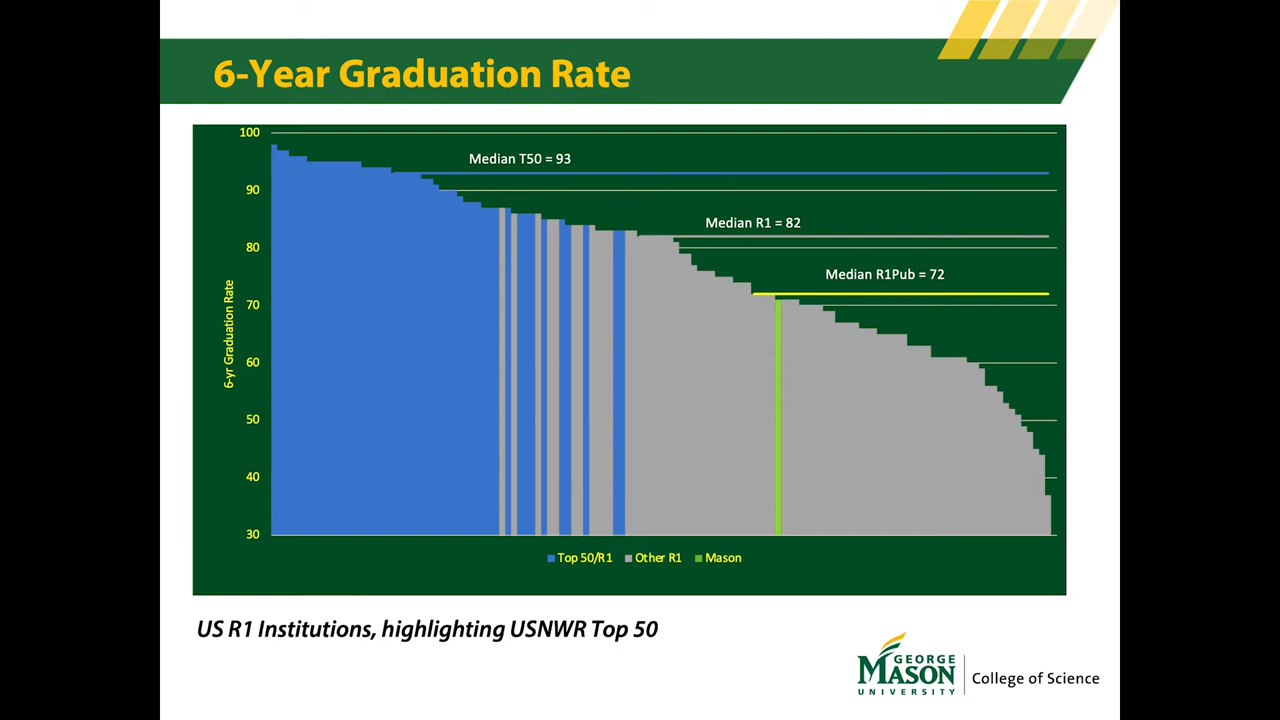 6-Year Graduation Rate
100
Median T50 = 93
90
Median R1 = 82
80
Median R1Pub = 72
70
6-yr Graduation Rate
60
50
40
30
Top 50/R1 Other R1 Mason
US R1 Institutions, highlighting USNWR Top 50
GEORGE
MASON
UNIVERSITY
College of Science